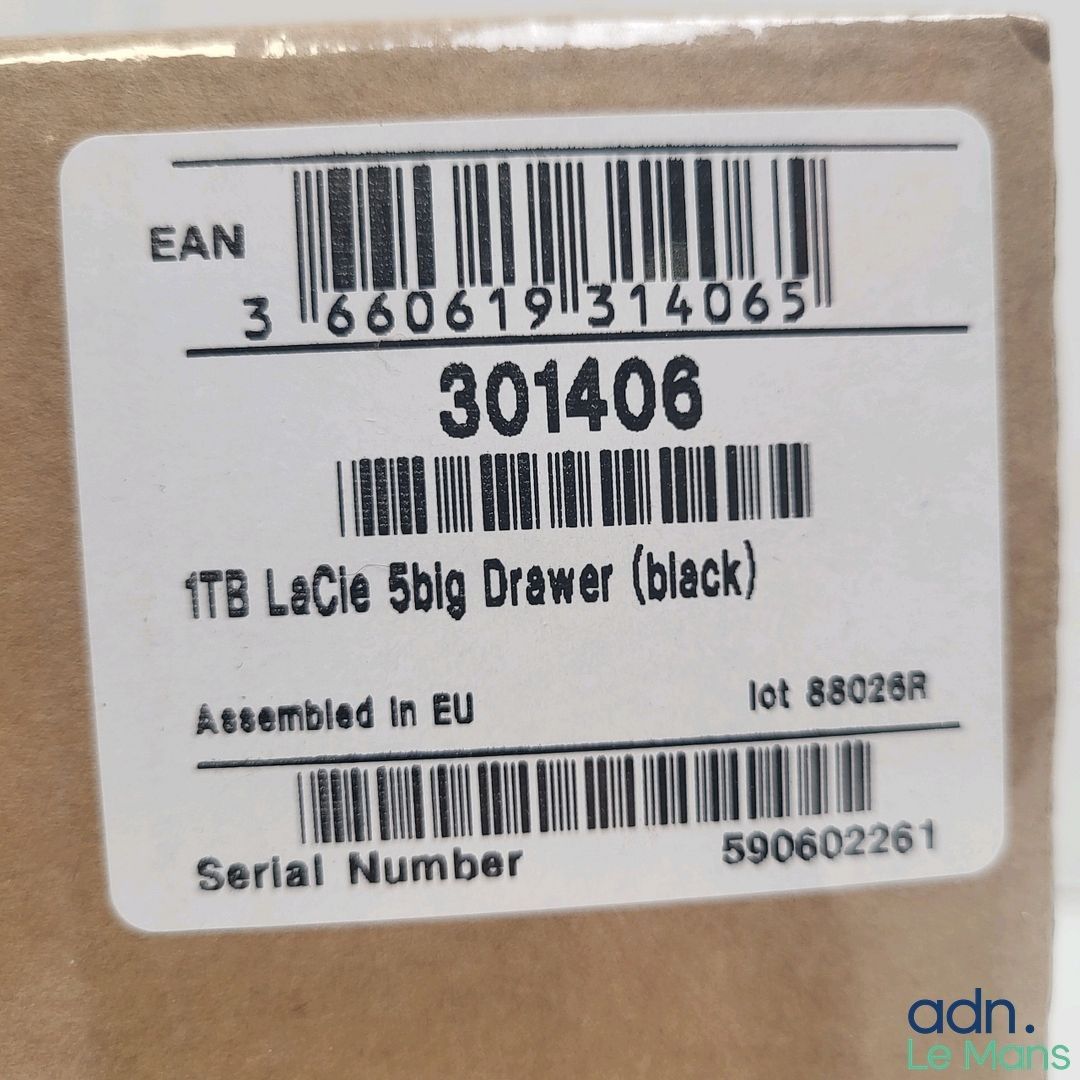 EAN
3 660619 314065
301406
1TB LaCie 5big Drawer (black)
Assembled in EU lot 88026R
Serial Number 590602261
adn.
Le Mans